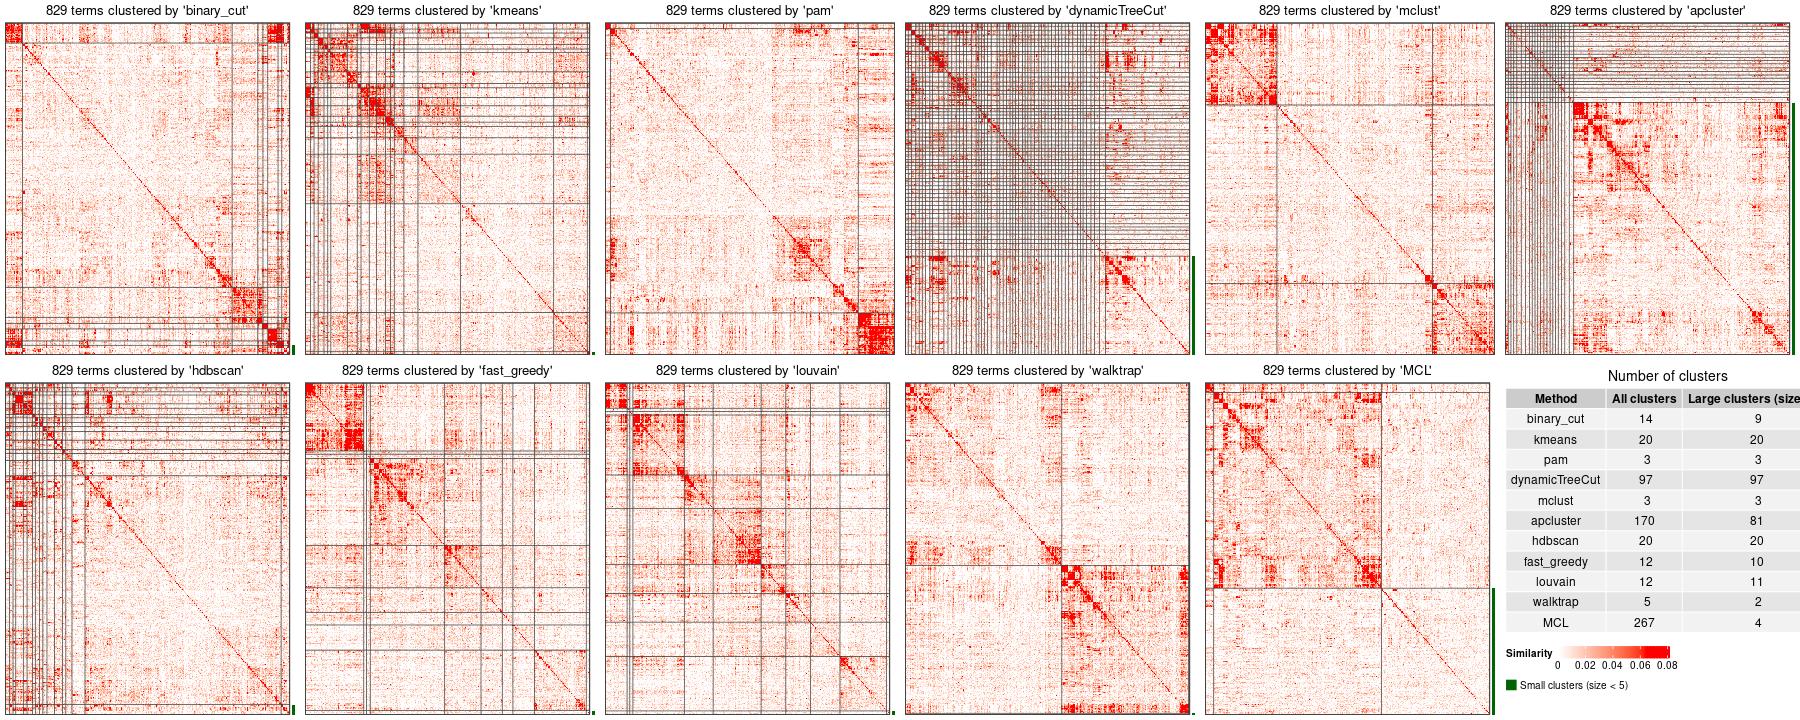 829 terms clustered by 'binary_cut'
829 terms clustered by 'kmeans'
829 terms clustered by 'pam'
829 terms clustered by 'dynamicTreeCut'
829 terms clustered by 'mclust'
829 terms clustered by 'apcluster'
829 terms clustered by 'hdbscan'
829 terms clustered by 'fast_greedy'
829 terms clustered by 'louvain'
829 terms clustered by 'walktrap'
829 terms clustered by 'MCL'
Number of clusters
Method All clusters Large clusters (size
binary_cut 14 9
kmeans 20 20
pam 3 3
dynamicTreeCut 97 97
mclust 3 3
apcluster 170 81
hdbscan 20 20
fast_greedy 12 10
louvain 12 11
walktrap 5 2
MCL 267 4
Similarity
0 0.02 0.04 0.06 0.08
Small clusters (size < 5)